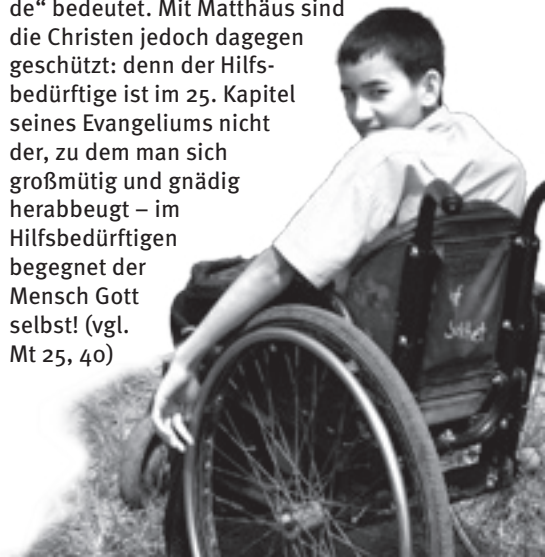 de“ bedeutet. Mit Matthäus sind
die Christen jedoch dagegen
geschützt: denn der Hilfs-
bedürftige ist im 25. Kapitel
seines Evangeliums nicht
der, zu dem man sich
großmütig und gnädig
herabbeugt – im
Hilfsbedürftigen
begegnet der
Mensch Gott
selbst! (vgl.
Mt 25, 40)